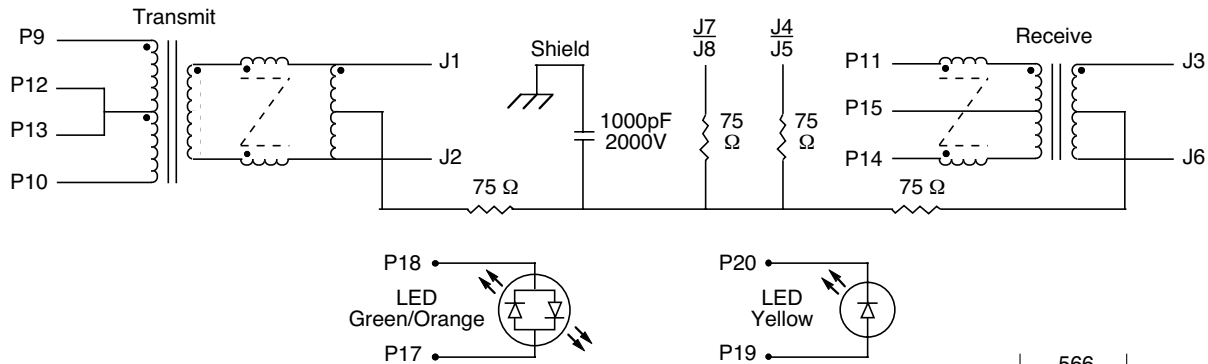 Transmit
P9
P12
P13
P10
J1
J2
Shield
1000pF
2000V
J7
J8
J4
J5
75
Ω
75
Ω
Receive
P11
P15
P14
J3
J6
75 Ω
75 Ω
P18
LED
Green/Orange
P17
P20
LED
Yellow
P19